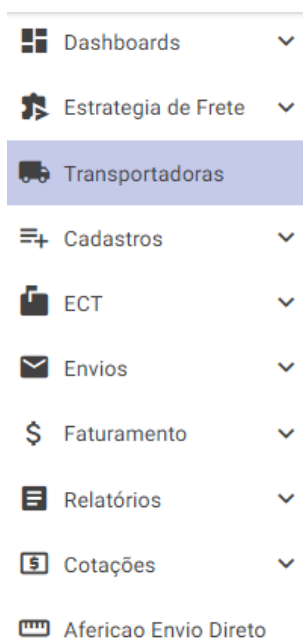 Dashboards
Estrategia de Frete
Transportadoras
Cadastros
ECT
Envios
$ Faturamento
Relatórios
$ Cotações
Afericao Envio Direto